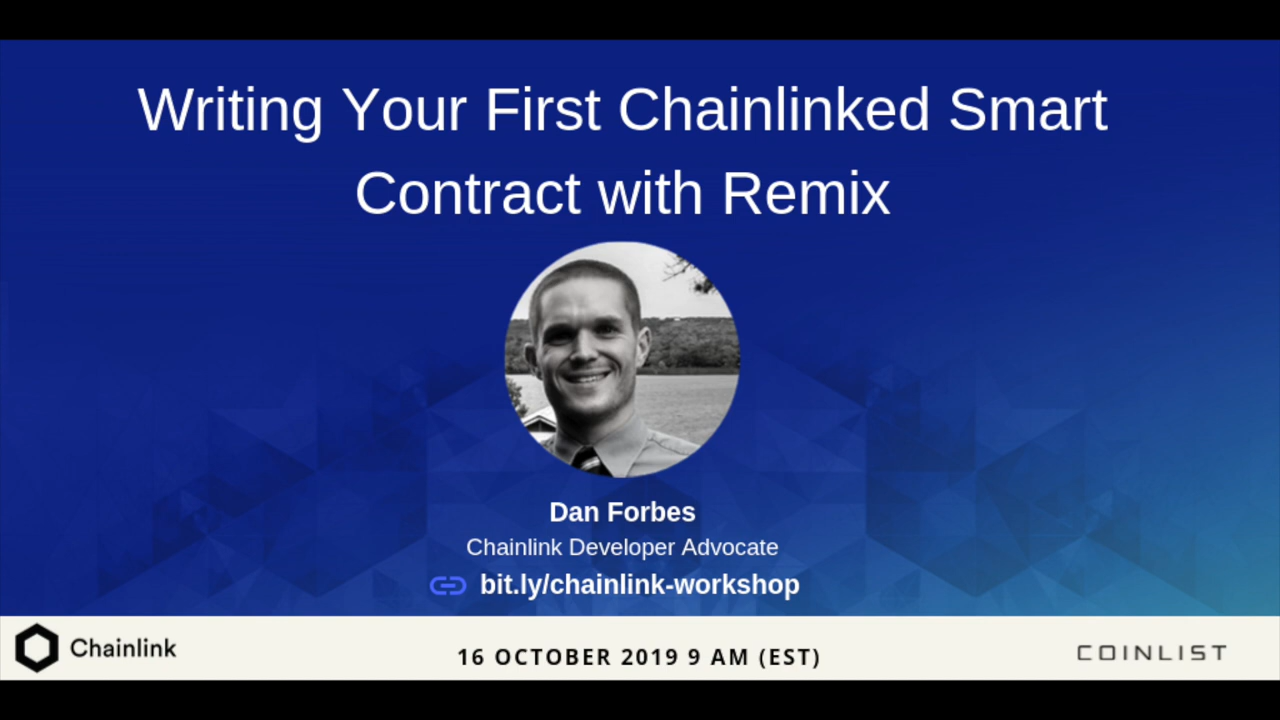 Writing Your First Chainlinked Smart
Contract with Remix
Dan Forbes
Chainlink Developer Advocate
bit.ly/chainlink-workshop
Chainlink
16 OCTOBER 2019 9 AM (EST)
COINLIST